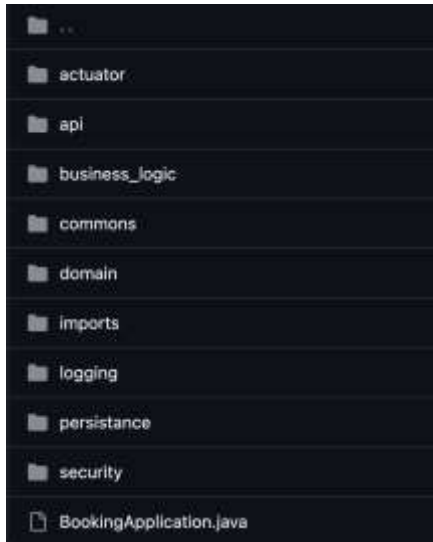 ..
actuator
api
business_logic
commons
domain
imports
logging
persistance
security
BookingApplication.java